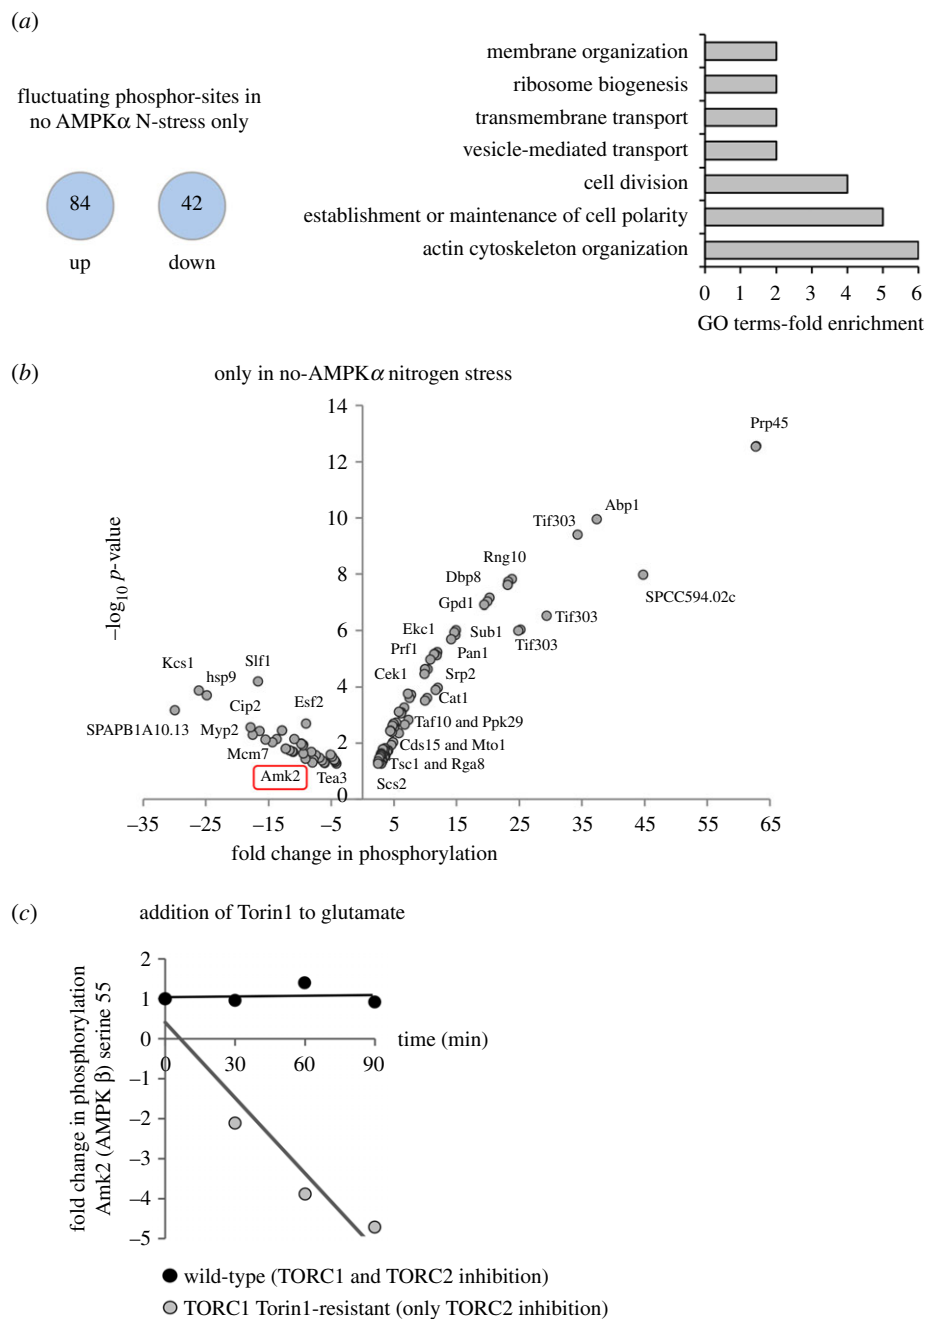 (a)
fluctuating phosphor-sites in
no AMPKα N-stress only
84
42
up
down
membrane organization
ribosome biogenesis
transmembrane transport
vesicle-mediated transport
cell division
establishment or maintenance of cell polarity
actin cytoskeleton organization
0 1 2 3 4 5 6
GO terms-fold enrichment
(b)
only in no-AMPKα nitrogen stress
14
12
10
8
6
4
2
0
–log10 p-value
Prp45
Abp1
Tif303
Rng10
Dbp8
SPCC594.02c
Gpd1
Tif303
Ekc1
Sub1
Tif303
Prf1
Pan1
Kcs1
Slf1
hsp9
Cek1
Srp2
Cip2
Esf2
Cat1
SPAPB1A10.13
Myp2
Taf10 and Ppk29
Mcm7
Cds15 and Mto1
Amk2
Tea3
Tsc1 and Rga8
Scs2
–35 –25 –15 –5 5 15 25 35 45 55 65
fold change in phosphorylation
(c)
addition of Torin1 to glutamate
2
1
0
–1
–2
–3
–4
–5
fold change in phosphorylation
Amk2 (AMPK β) serine 55
time (min)
0 30 60 90
wild-type (TORC1 and TORC2 inhibition)
TORC1 Torin1-resistant (only TORC2 inhibition)